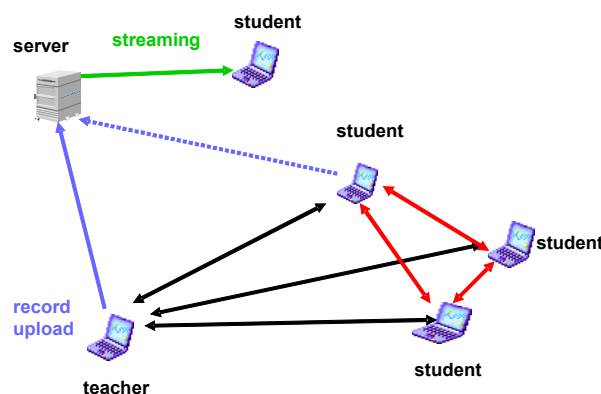 student
streaming
server
student
student
record
upload
student
teacher